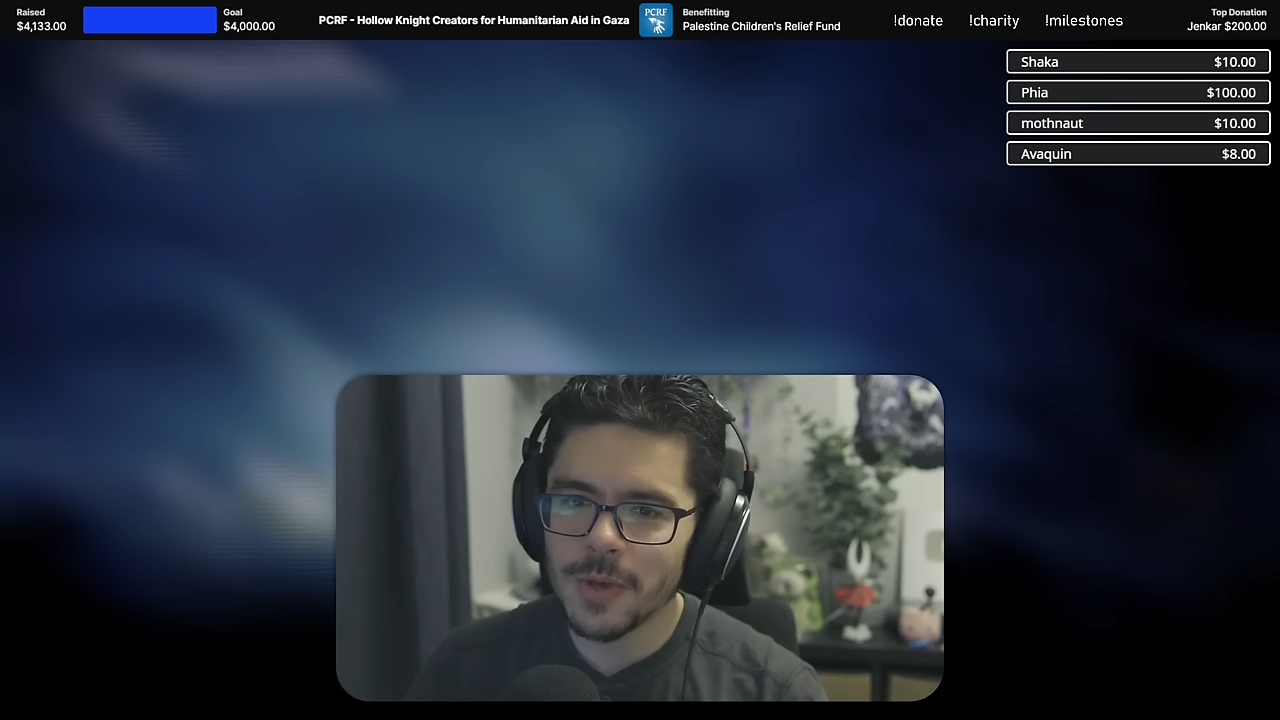 Raised
$4,133.00
Goal
$4,000.00
PCRF - Hollow Knight Creators for Humanitarian Aid in Gaza
PCRF
Benefitting
Palestine Children's Relief Fund
!donate
!charity
!milestones
Top Donation
Jenkar $200.00
Shaka $10.00
Phia $100.00
mothnaut $10.00
Avaquin $8.00